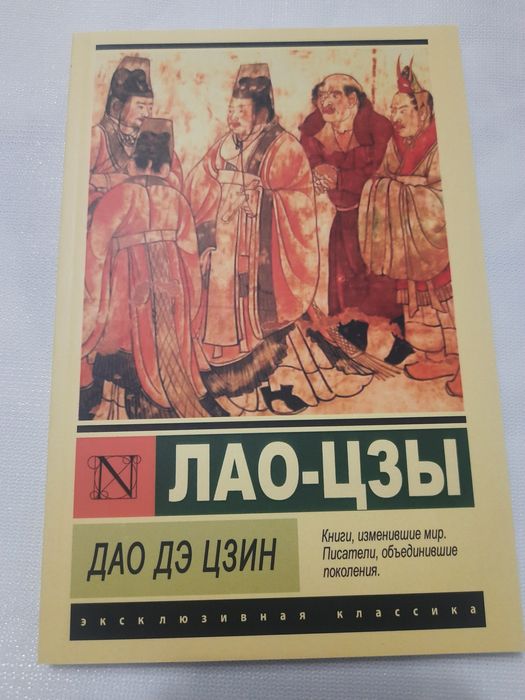 N
ЛАО-ЦЗЫ
ДАО ДЭ ЦЗИН
Книги, изменившие мир.
Писатели, объединившие
поколения.
эксклюзивная классика